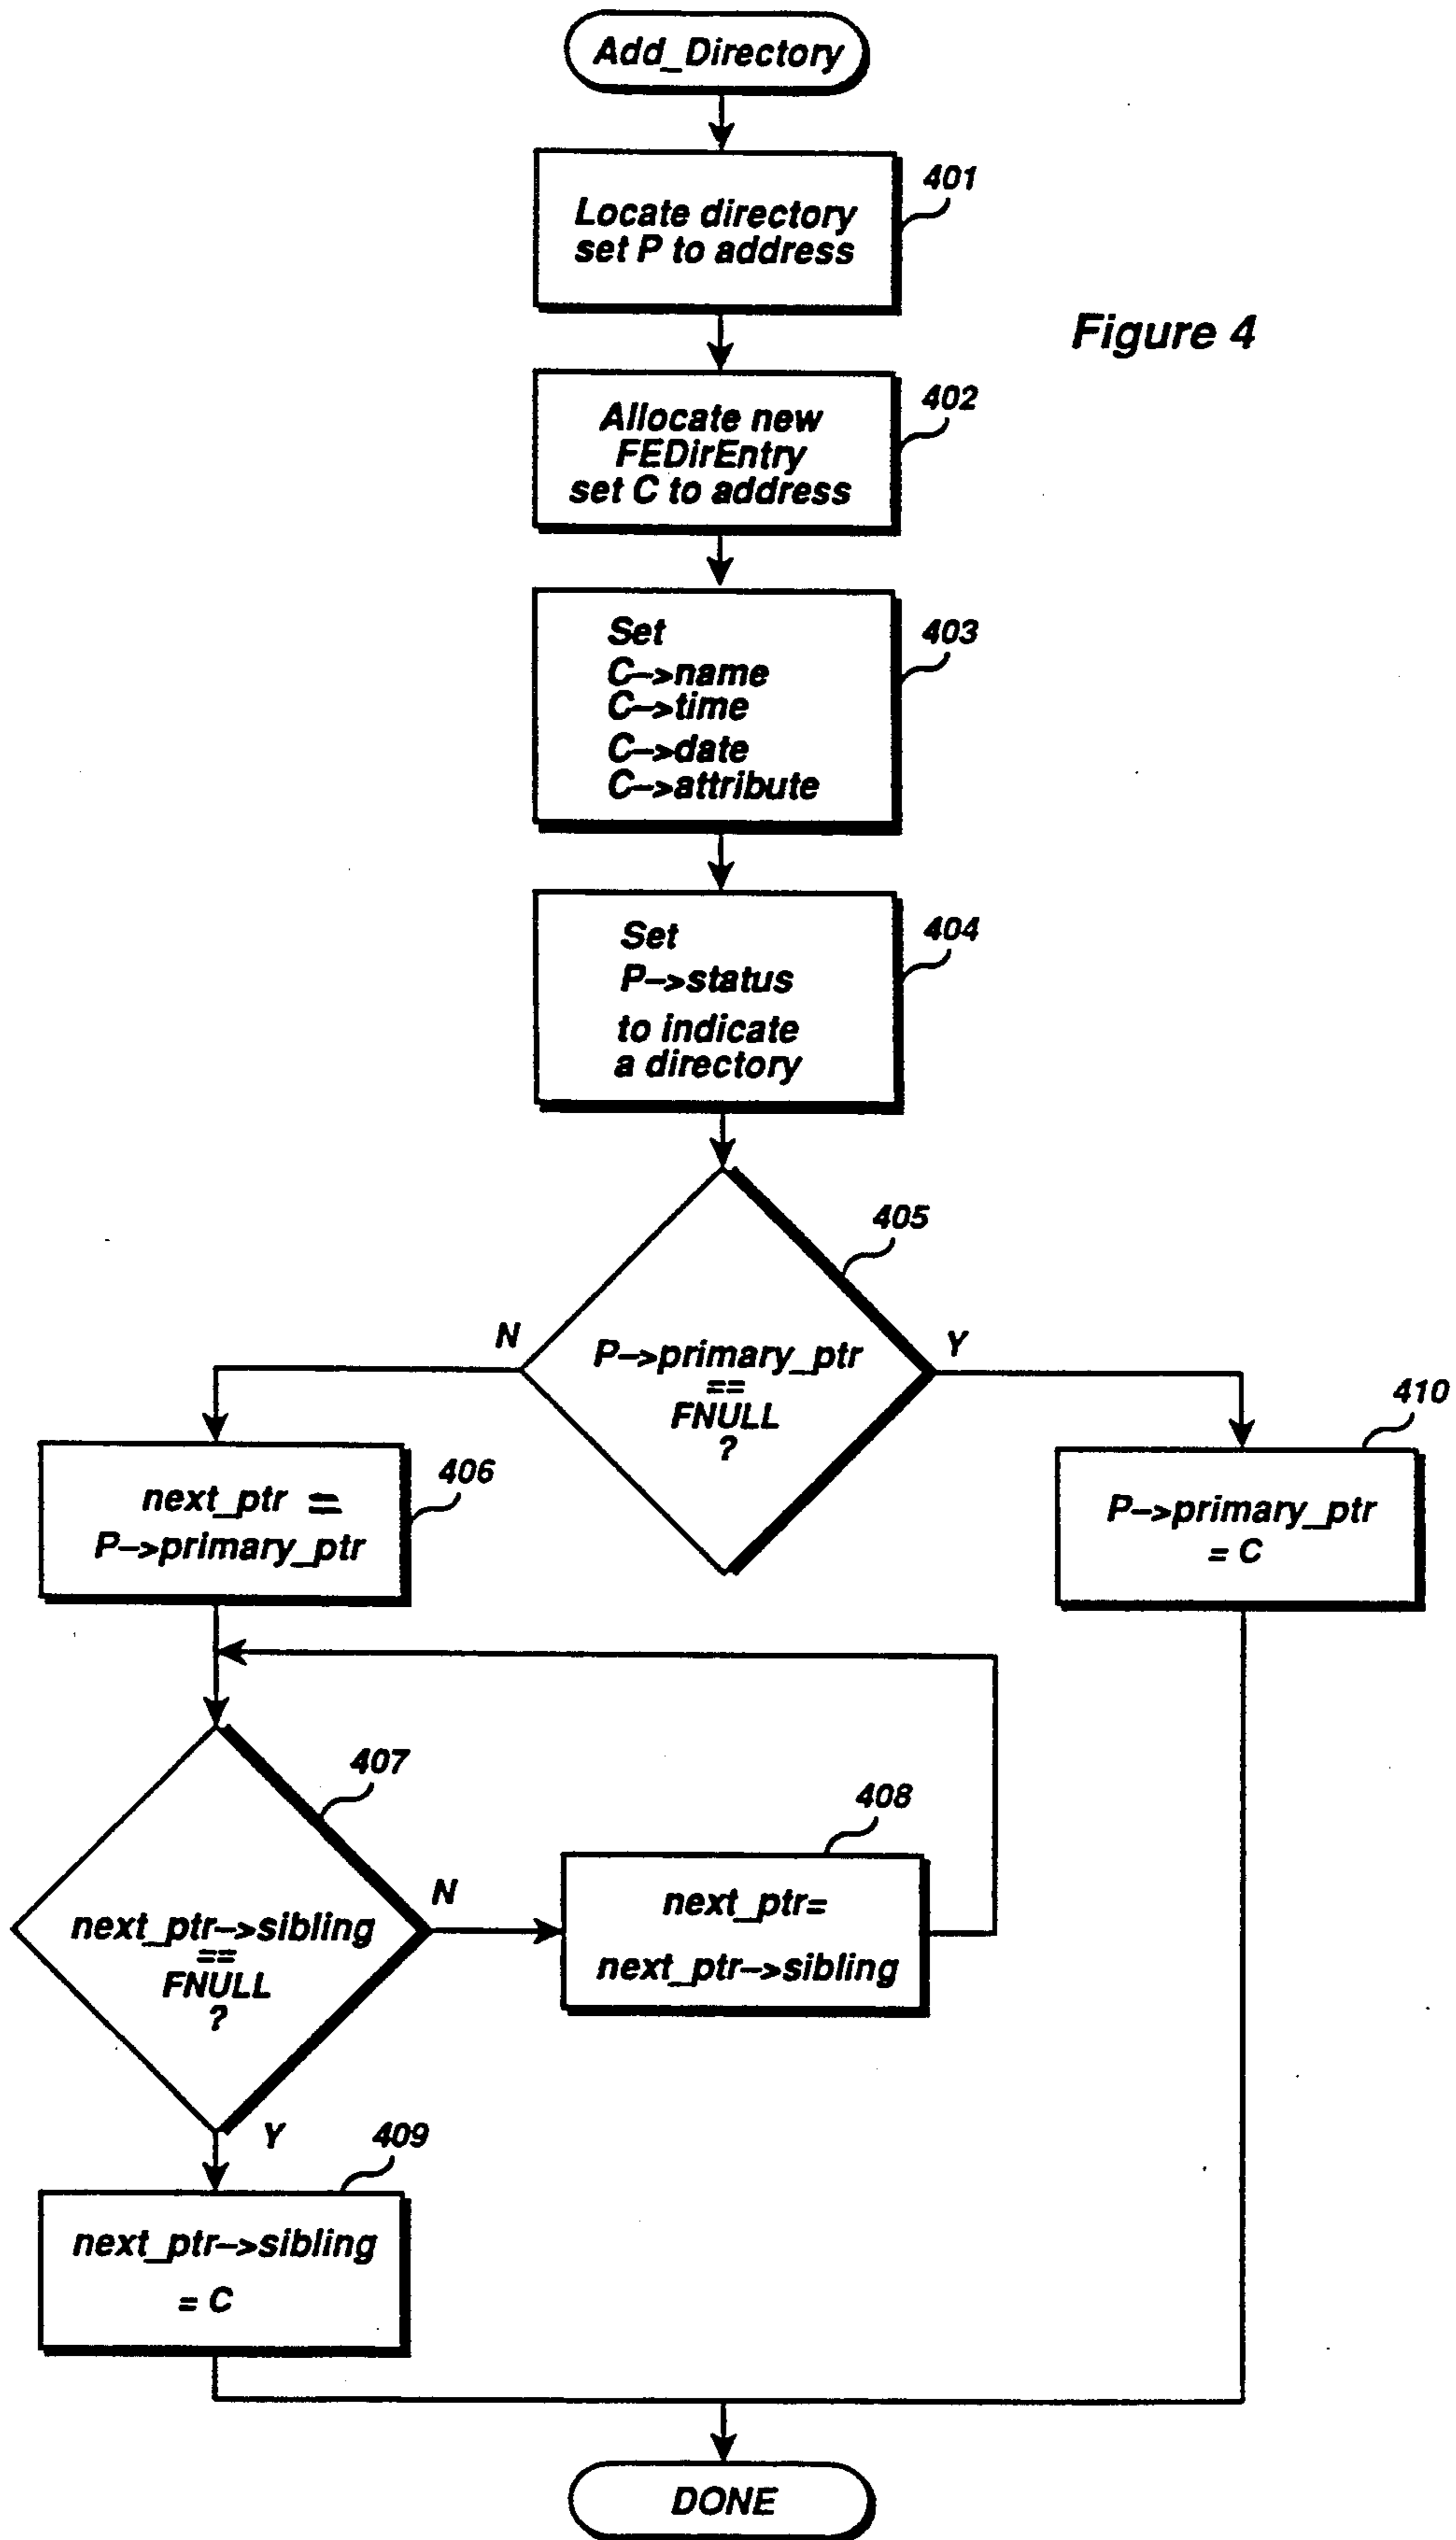 Add_Directory
401
Locate directory
set P to address
Figure 4
402
Allocate new
FEDirEntry
set C to address
403
Set
C->name
C->time
C->date
C->attribute
404
Set
P->status
to indicate
a directory
405
N
Y
P->primary_ptr
==
FNULL
?
410
406
next_ptr =
P->primary_ptr
P->primary_ptr
= C
407
408
N
next_ptr=
next_ptr->sibling
next_ptr->sibling
==
FNULL
?
Y
409
next_ptr->sibling
= C
DONE